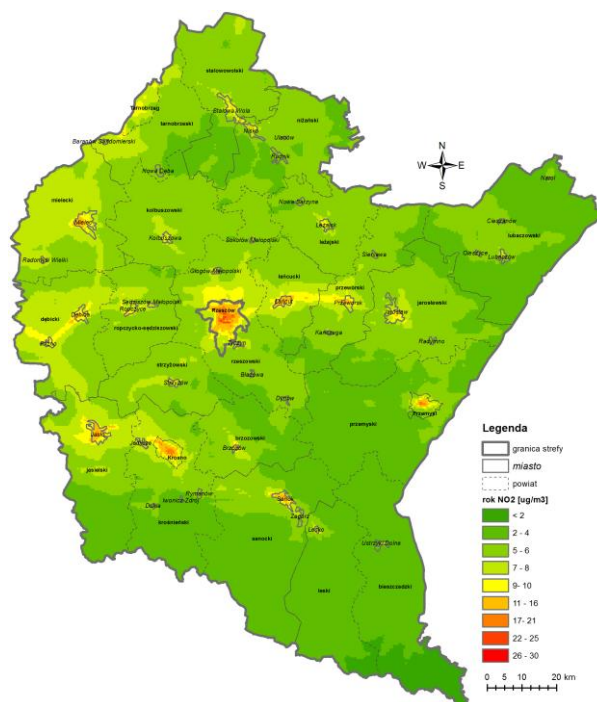 stalowowolski
Tarnobrzeg
Stalowa Wola
niżański
tarnobrzeski
Nisko
Ulanów
Baranów Sandomierski
Rudnik
N
W E
S
Nowa Dęba
Narol
mielecki
kolbuszowski
Nowa Sarzyna
Cieszanów
Mielec
Leżajsk
lubaczowski
Kolbuszowa
Sokołów Małopolski
leżajski
Oleszyce
Lubaczów
Radomyśl Wielki
Sieniawa
Głogów Małopolski
łańcucki
przeworski
Sędziszów Małopolski
Łańcut
Przeworsk
jarosławski
dębicki
Dębica
Ropczyce
Rzeszów
Jarosław
ropczycko-sędziszowski
Pilzno
Tyczyn
Kańczuga
Radymno
rzeszowski
strzyżowski
Błażowa
Strzyżów
Dynów
Przemyśl
przemyski
Jasło
Jedlicze
Krosno
brzozowski
Brzozów
jasielski
Rymanów
Iwonicz-Zdrój
Dukla
Sanok
Zagórz
krośnieński
Lesko
Ustrzyki Dolne
sanocki
leski
bieszczadzki
Legenda
granica strefy
miasto
powiat
rok NO2 [ug/m3]
< 2
2 - 4
5 - 6
7 - 8
9- 10
11 - 16
17- 21
22 - 25
26 - 30
0 5 10 20 km